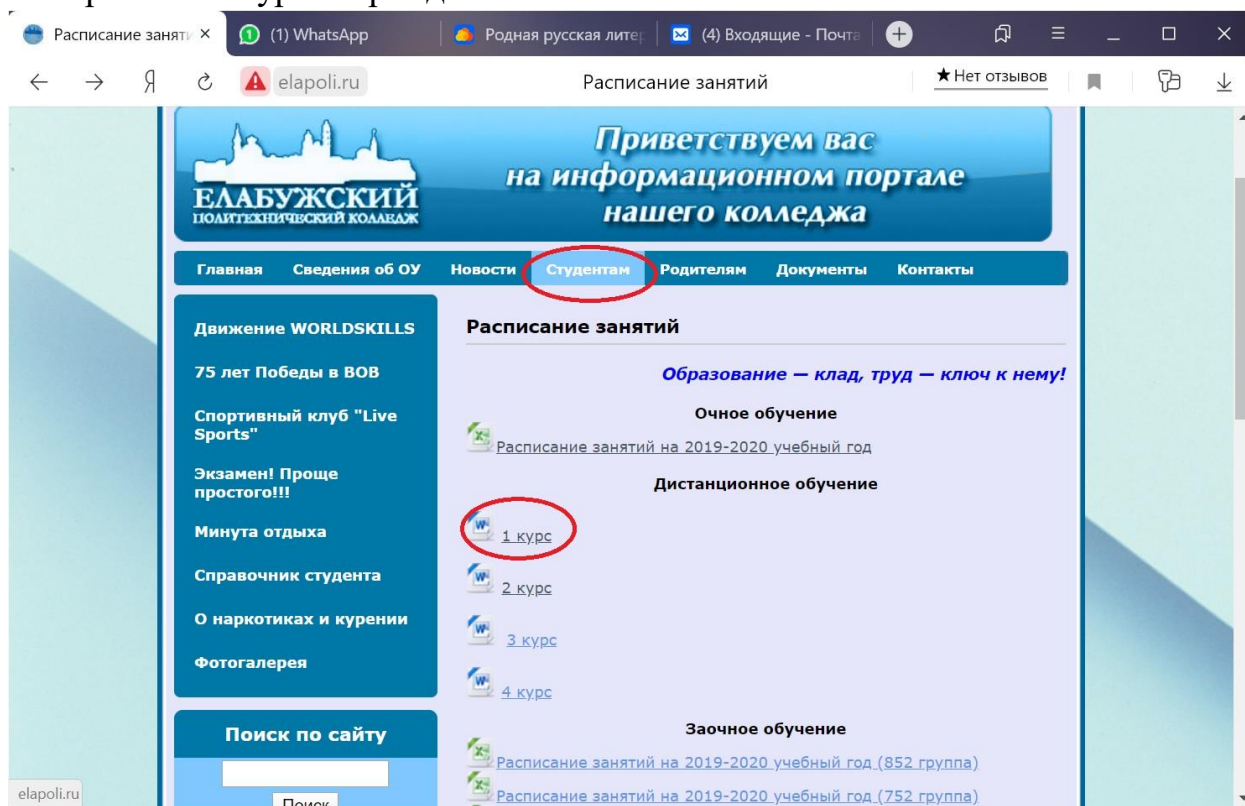 Расписание заняти
(1) WhatsApp
Родная русская литер
(4) Входящие - Почта
elapoli.ru
Расписание занятий
★Нет отзывов
ЕЛАБУЖСКИЙ
ПОЛИТЕХНИЧЕСКИЙ КОЛЛЕДЖ
Приветствуем вас
на информационном портале
нашего колледжа
Главная Сведения об ОУ Новости Студентам Родителям Документы Контакты
Движение WORLDSKILLS
75 лет Победы в ВОВ
Спортивный клуб "Live
Sports"
Экзамен! Проще
простого!!!
Минута отдыха
Справочник студента
О наркотиках и курении
Фотогалерея
Поиск по сайту
Поиск
Расписание занятий
Образование — клад, труд — ключ к нему!
Очное обучение
Расписание занятий на 2019-2020 учебный год
Дистанционное обучение
1 курс
2 курс
3 курс
4 курс
Заочное обучение
Расписание занятий на 2019-2020 учебный год (852 группа)
Расписание занятий на 2019-2020 учебный год (752 группа)
elapoli.ru